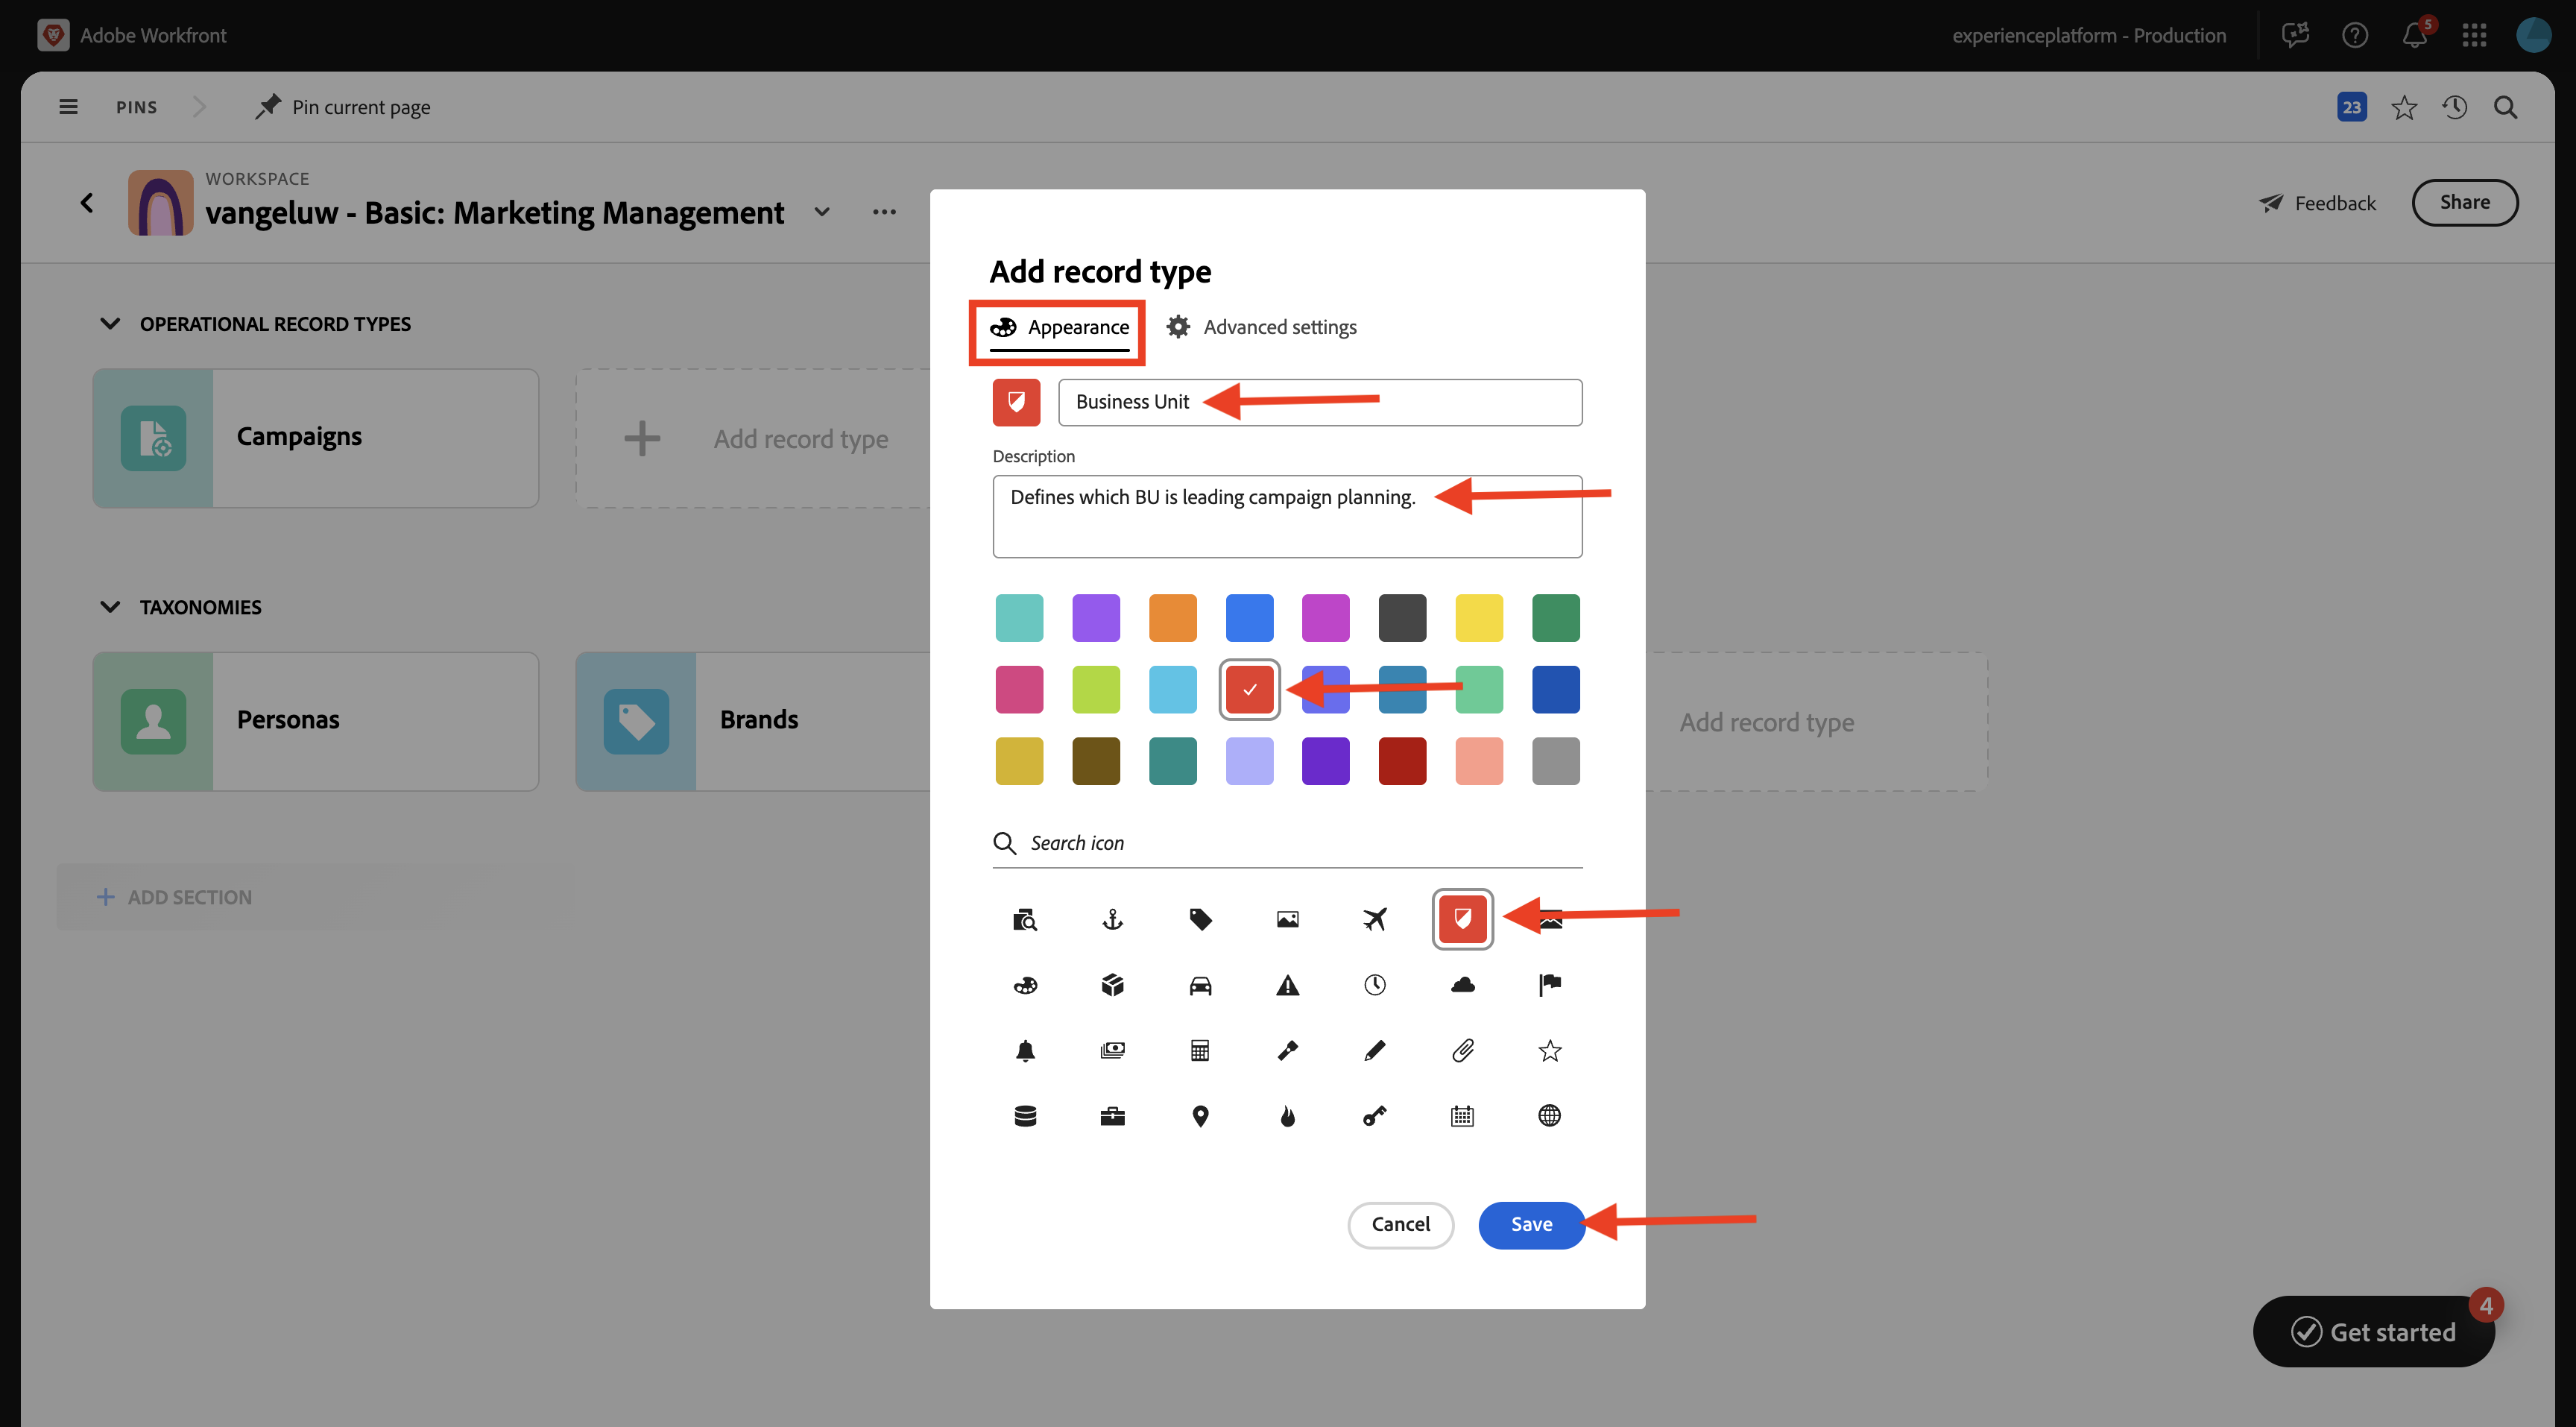 Adobe Workfront
experienceplatform - Production
5
PINS
Pin current page
23
WORKSPACE
vangeluw - Basic: Marketing Management
Feedback
Share
OPERATIONAL RECORD TYPES
Campaigns
Add record type
TAXONOMIES
Personas
Brands
Add record type
ADD SECTION
Add record type
Appearance
Advanced settings
Business Unit
Description
Defines which BU is leading campaign planning.
Search icon
Cancel
Save
4
Get started